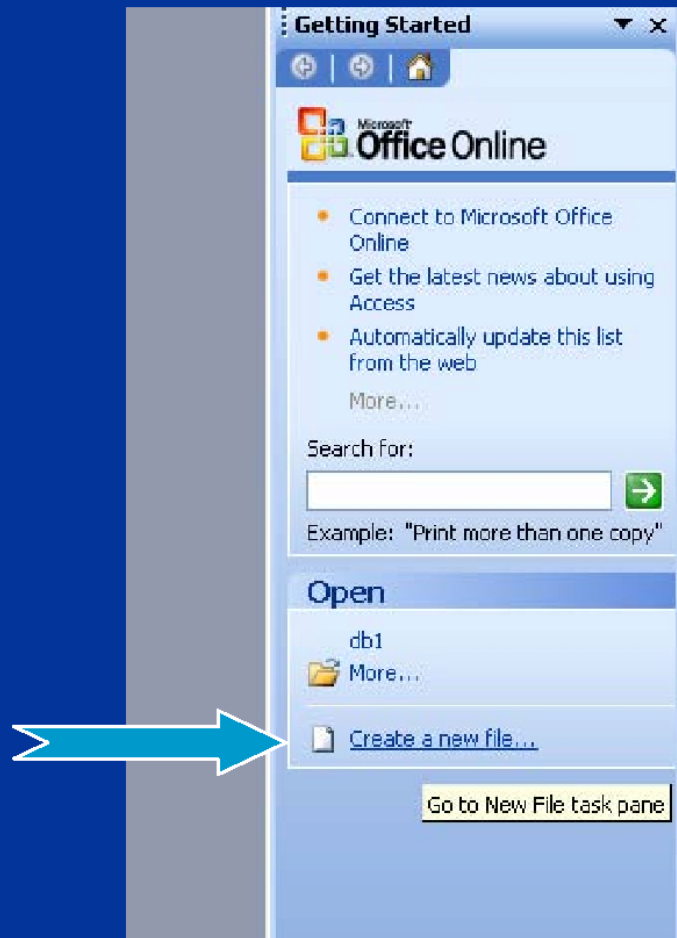 Getting Started
Microsoft
Office Online
Connect to Microsoft Office
Online
Get the latest news about using
Access
Automatically update this list
from the web
More...
Search for:
Example: "Print more than one copy"
Open
db1
More...
Create a new file...
Go to New File task pane